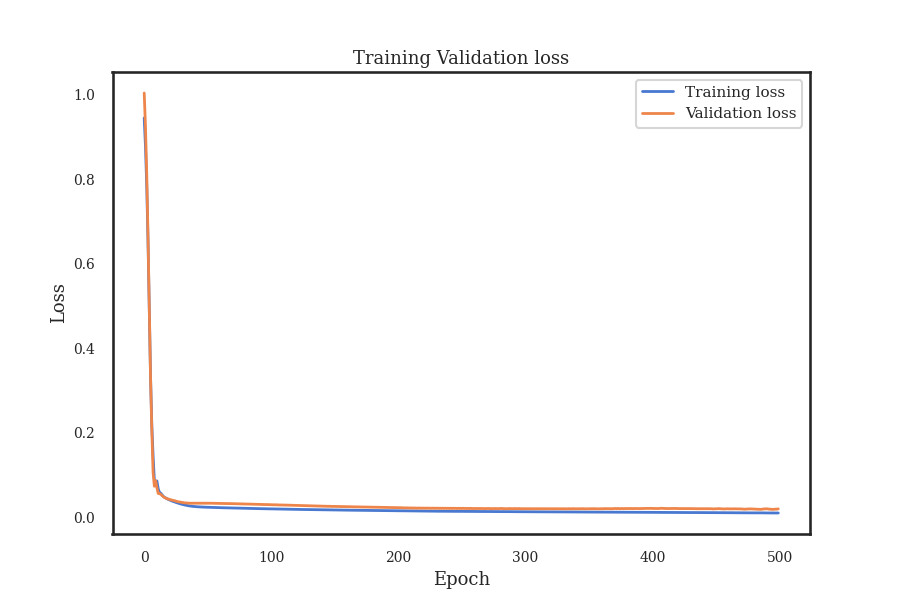 Training Validation loss
Training loss
Validation loss
1.0
0.8
0.6
0.4
0.2
0.0
Loss
0 100 200 300 400 500
Epoch